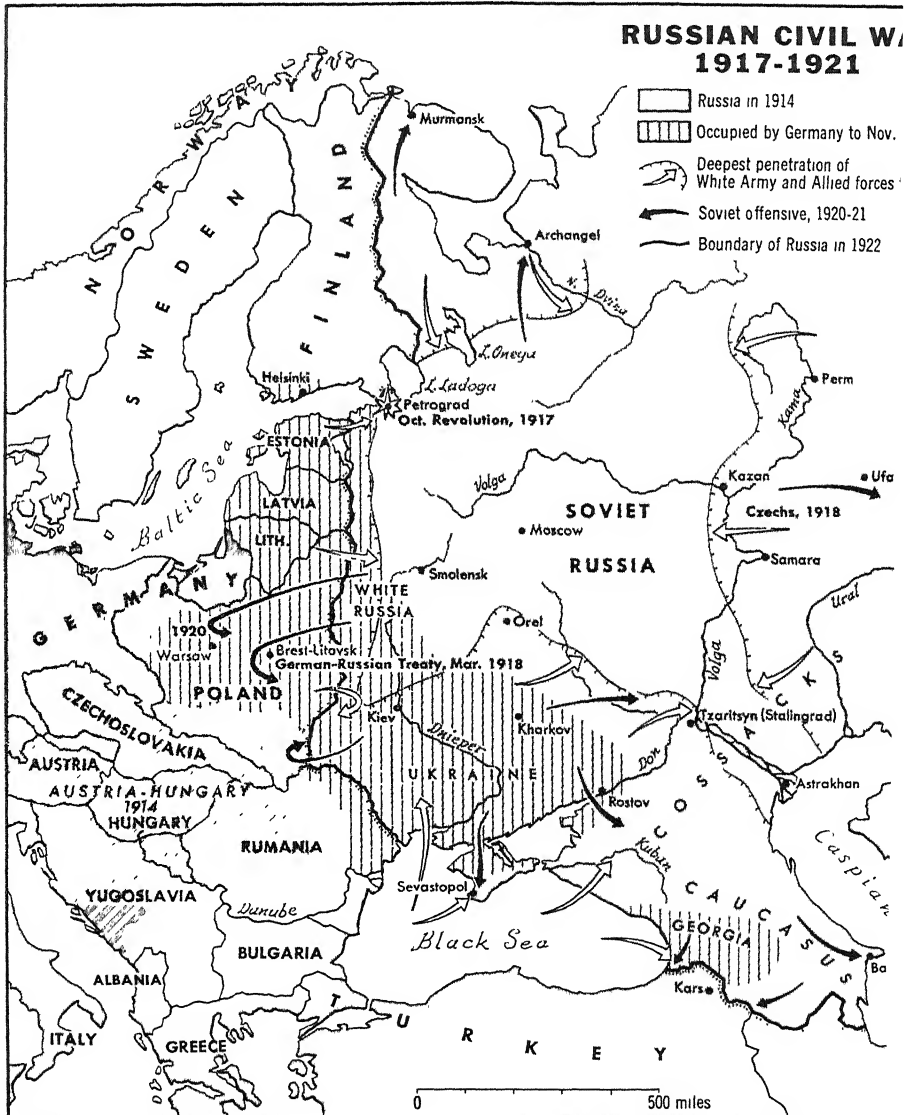 RUSSIAN CIVIL WA
1917-1921
Russia in 1914
Occupied by Germany to Nov.
Deepest penetration of
White Army and Allied forces
Soviet offensive, 1920-21
Boundary of Russia in 1922
NORWAY
SWEDEN
FINLAND
Murmansk
Archangel
N. Dvina
L. Onega
L. Ladoga
Helsinki
Petrograd
Oct. Revolution, 1917
Perm
Kama
ESTONIA
Baltic Sea
LATVIA
LITH.
Volga
Kazan
Ufa
SOVIET
RUSSIA
Czechs, 1918
Moscow
Samara
Smolensk
WHITE
RUSSIA
Ural
GERMANY
1920
Warsaw
Orel
Brest-Litovsk
German-Russian Treaty, Mar. 1918
POLAND
Volga
COSSACKS
Kiev
Kharkov
Tzaritsyn (Stalingrad)
CZECHOSLOVAKIA
Dnieper
Don
UKRAINE
AUSTRIA
AUSTRIA-HUNGARY
1914
HUNGARY
Rostov
Astrakhan
RUMANIA
Kuban
Caspian
YUGOSLAVIA
Sevastopol
CAUCASUS
Danube
GEORGIA
BULGARIA
Black Sea
ALBANIA
Kars
Ba
ITALY
GREECE
TURKEY
0 500 miles